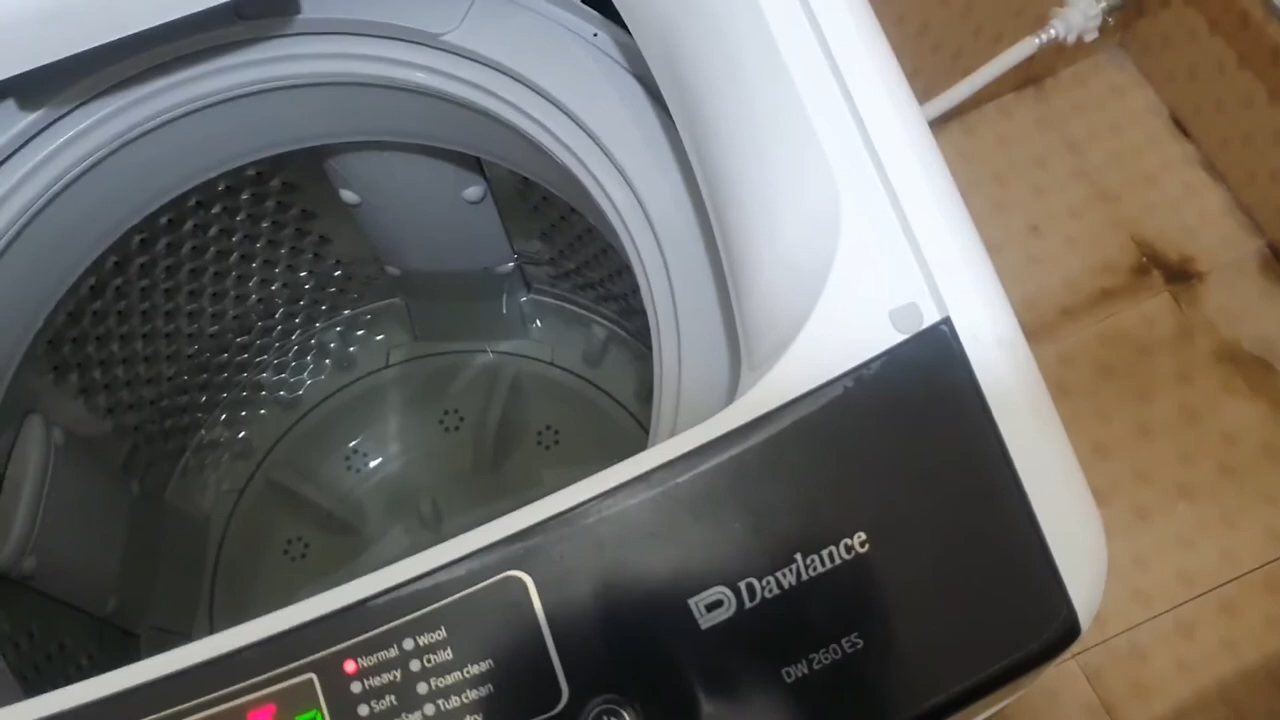 Dawlance
DW 260 ES
Normal
Wool
Heavy
Child
Soft
Foam clean
Tub clean